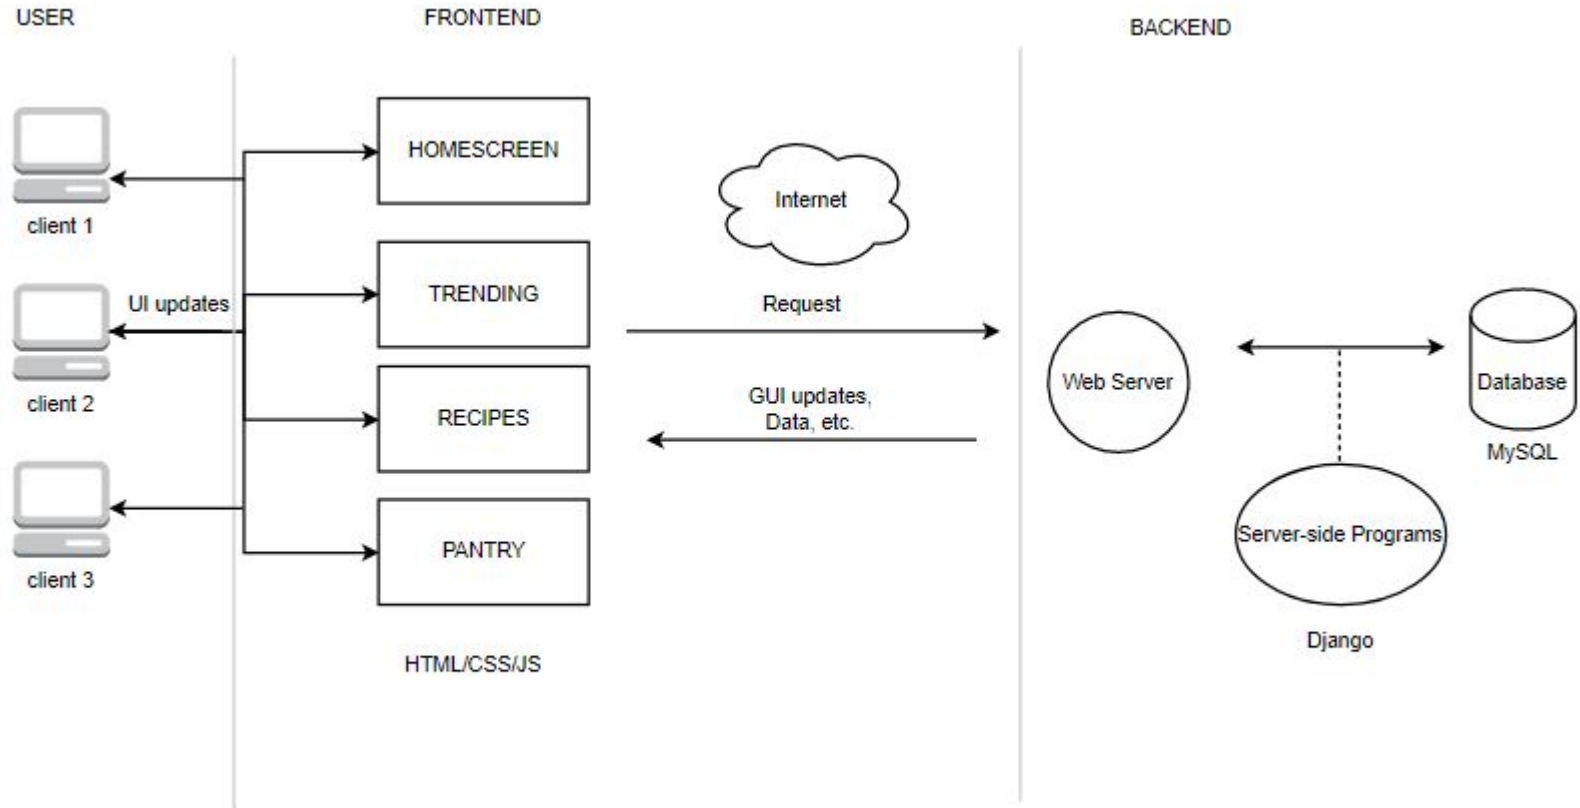 USER
FRONTEND
BACKEND
HOMESCREEN
client 1
Internet
UI updates
TRENDING
Request
client 2
RECIPES
GUI updates,
Data, etc.
Web Server
Database
MySQL
client 3
PANTRY
Server-side Programs
Django
HTML/CSS/JS